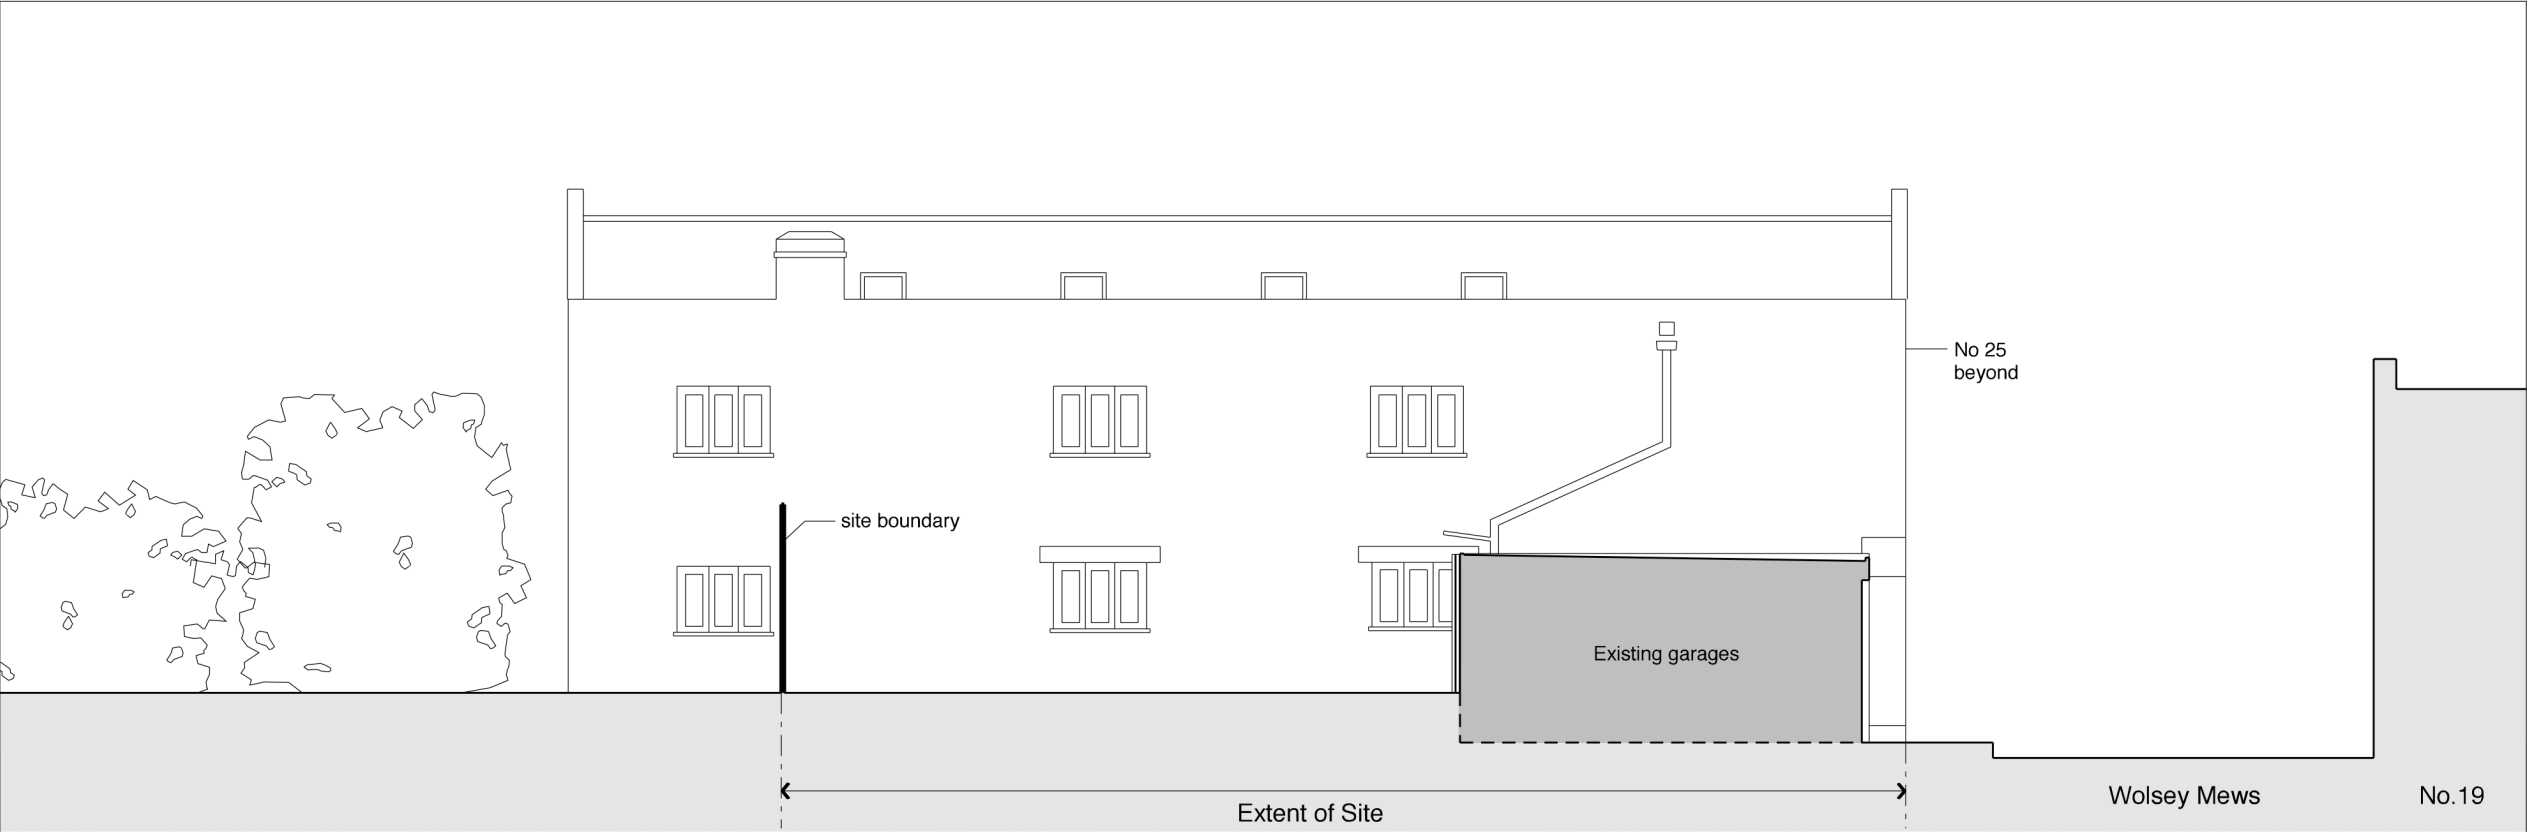 No 25
beyond
site boundary
Existing garages
Wolsey Mews
No.19
Extent of Site